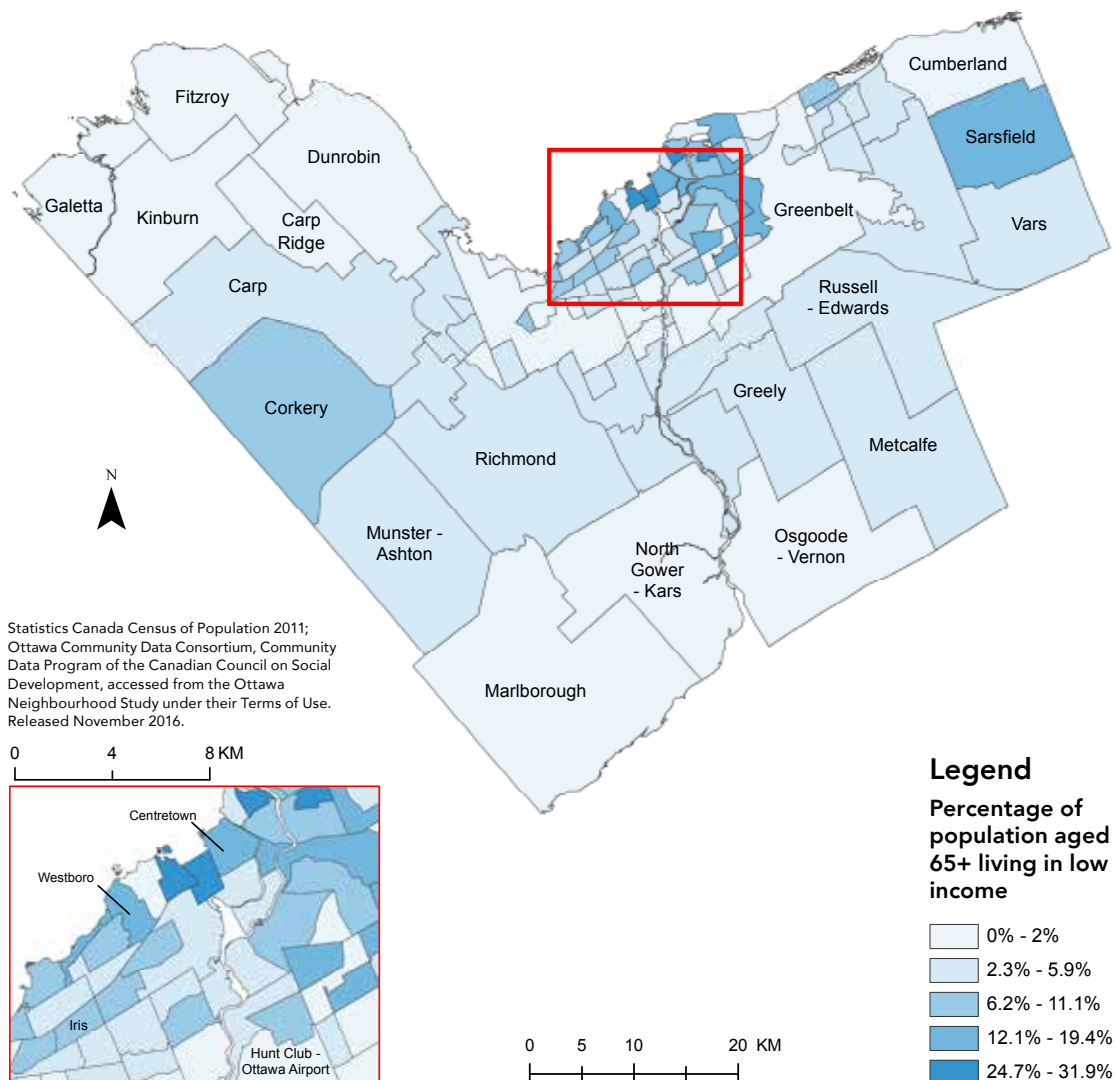 Cumberland
Fitzroy
Sarsfield
Dunrobin
Galetta
Kinburn
Greenbelt
Carp
Ridge
Vars
Carp
Russell
- Edwards
Corkery
Greely
Metcalfe
Richmond
N
Munster -
Ashton
Osgoode
- Vernon
North
Gower
- Kars
Marlborough
Statistics Canada Census of Population 2011;
Ottawa Community Data Consortium, Community
Data Program of the Canadian Council on Social
Development, accessed from the Ottawa
Neighbourhood Study under their Terms of Use.
Released November 2016.
0 4 8 KM
Centretown
Westboro
Iris
Hunt Club -
Ottawa Airport
0 5 10 20 KM
Legend
Percentage of
population aged
65+ living in low
income
0% - 2%
2.3% - 5.9%
6.2% - 11.1%
12.1% - 19.4%
24.7% - 31.9%